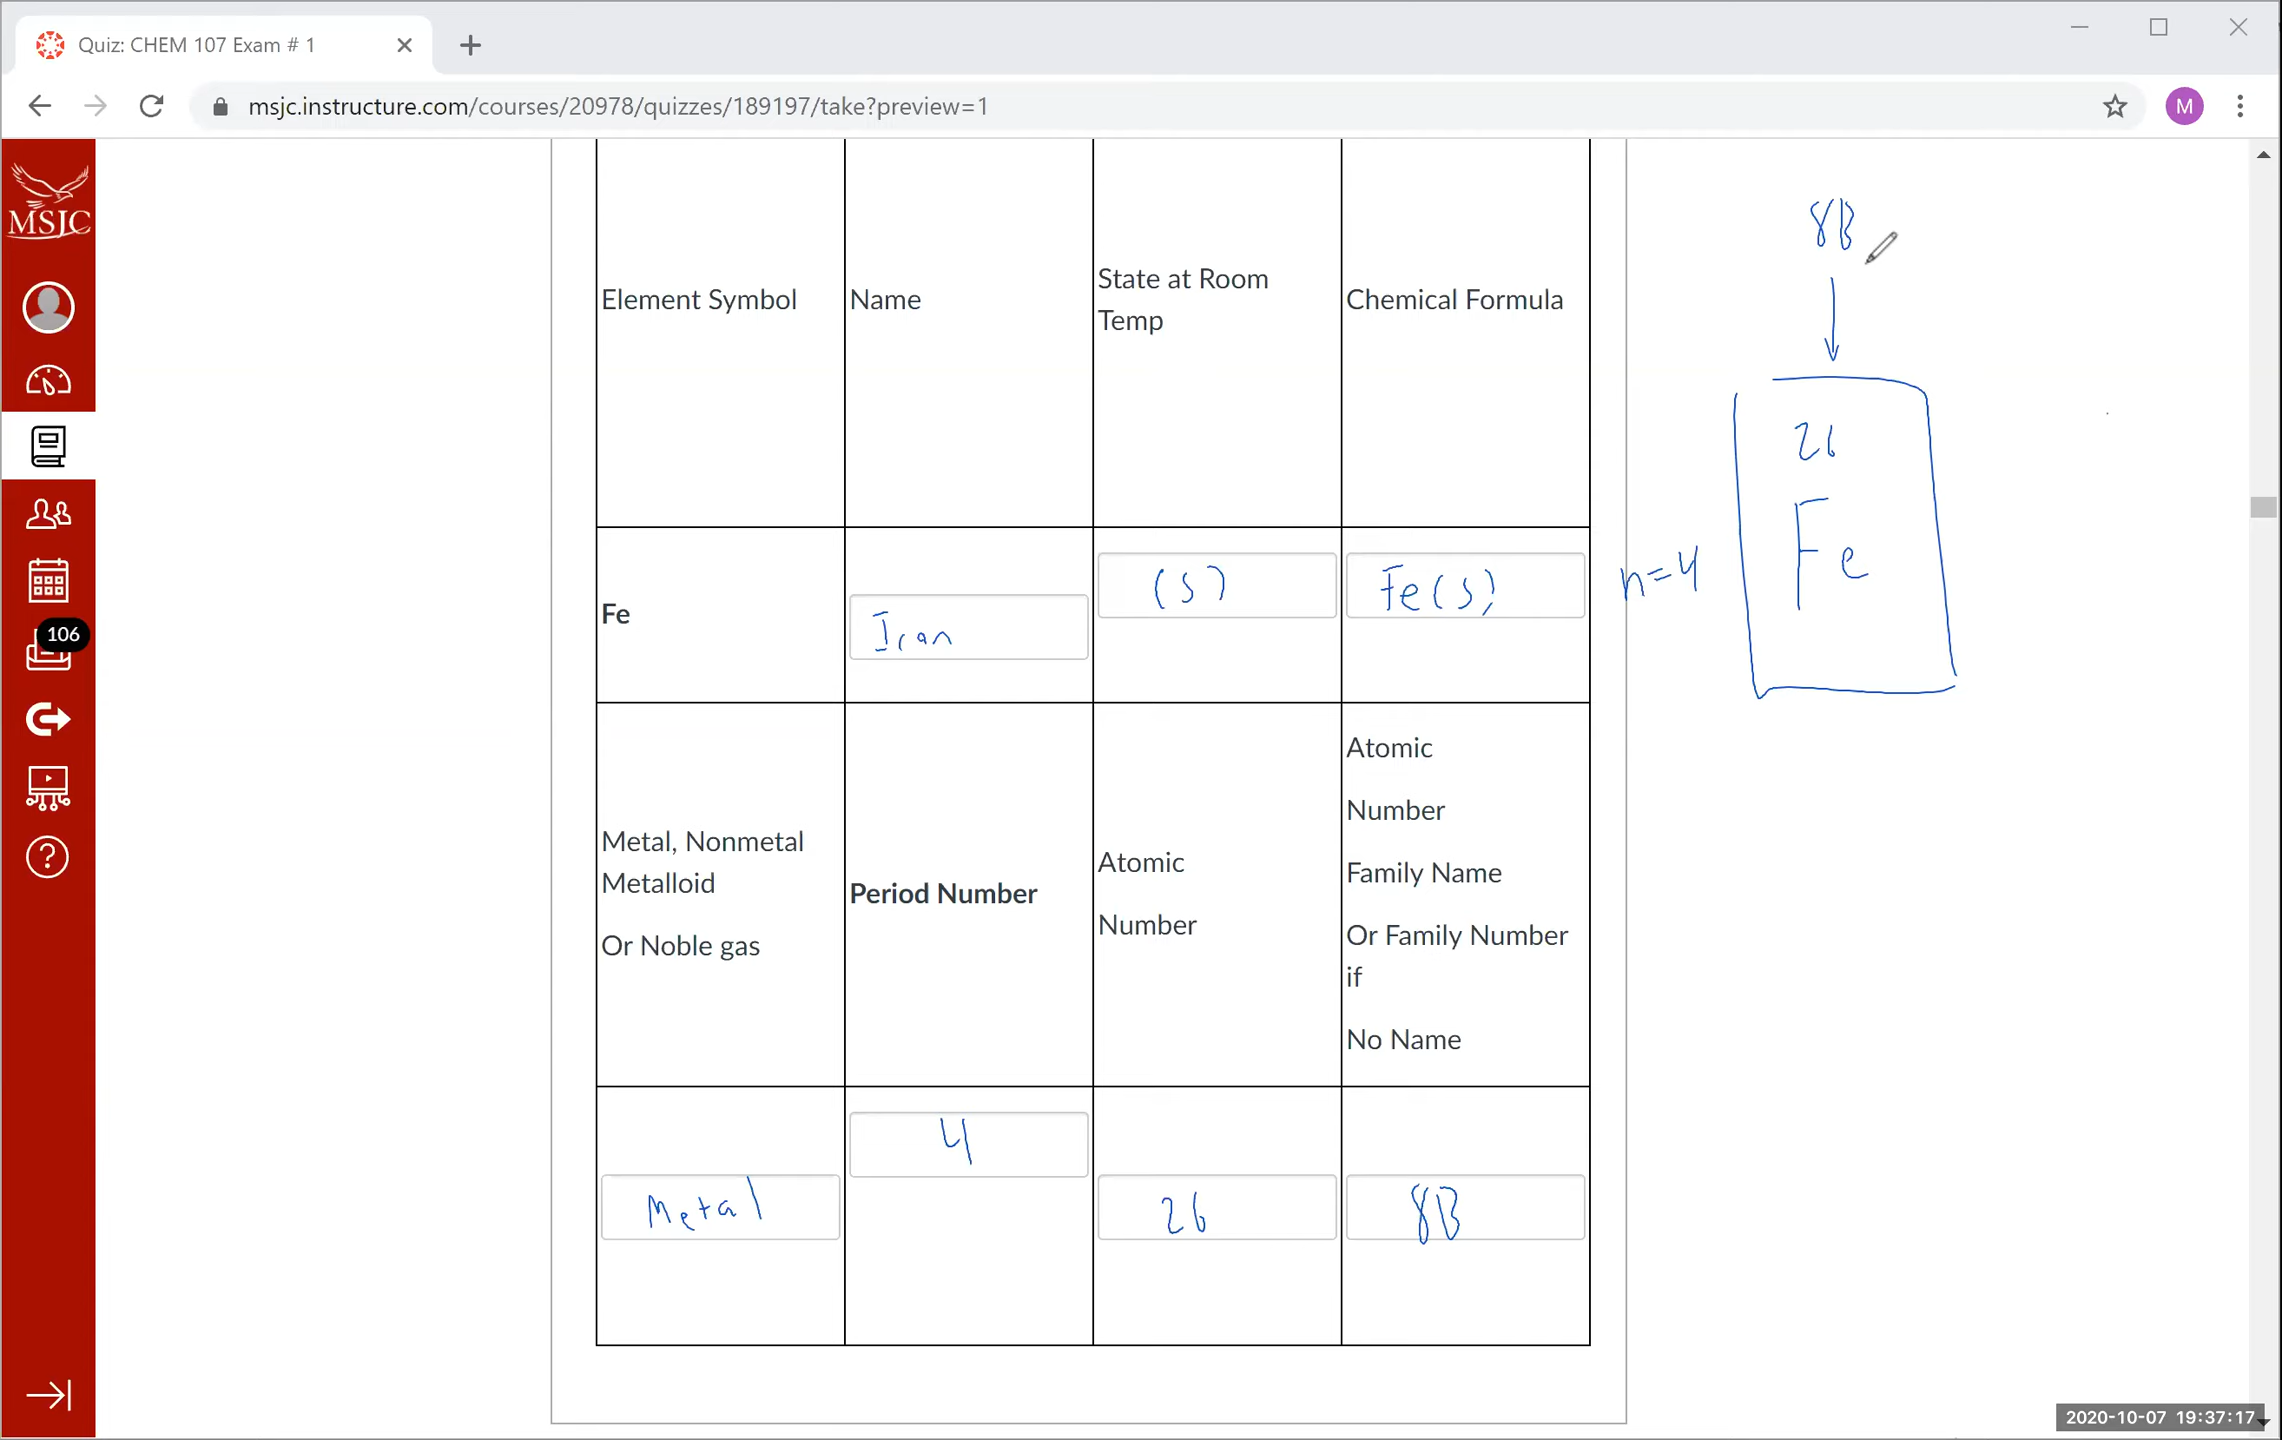 Quiz: CHEM 107 Exam # 1
msjc.instructure.com/courses/20978/quizzes/189197/take?preview=1
M
MSJC
106
Element Symbol
Name
State at Room
Temp
Chemical Formula
Fe
Iron
(s)
Fe(s)
Metal, Nonmetal
Metalloid
Or Noble gas
Period Number
Atomic
Number
Atomic
Number
Family Name
Or Family Number
if
No Name
Metal
4
26
8B
8B
26
Fe
n=4
2020-10-07 19:37:17